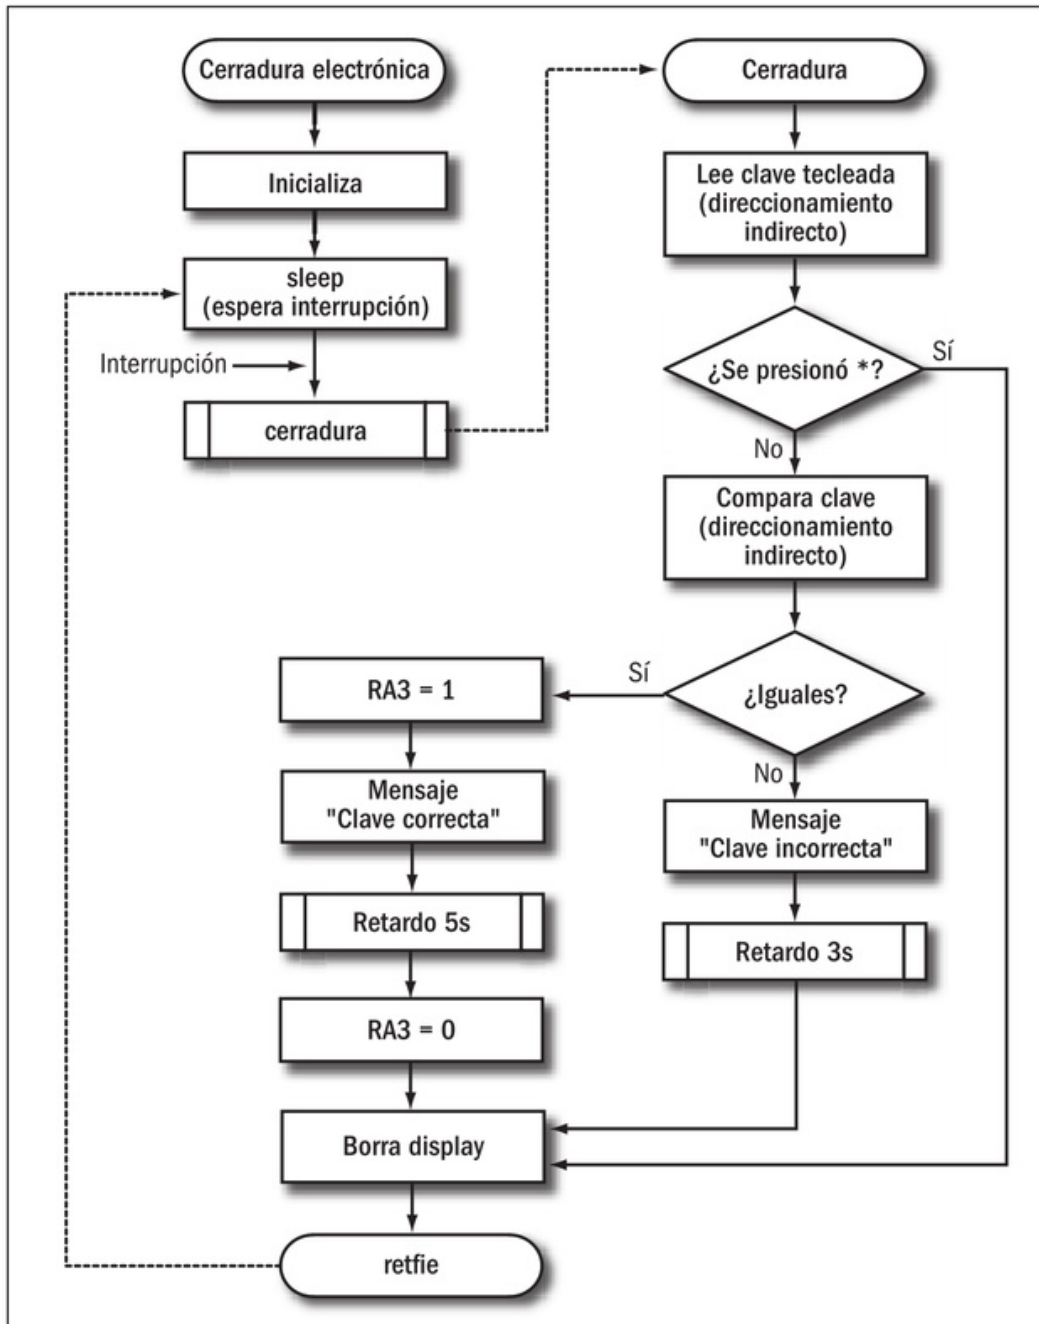 Cerradura electrónica
Inicializa
sleep
(espera interrupción)
Interrupción
cerradura
Cerradura
Lee clave tecleada
(direccionamiento
indirecto)
¿Se presionó *?
Sí
No
Compara clave
(direccionamiento
indirecto)
¿Iguales?
Sí
No
RA3 = 1
Mensaje
"Clave correcta"
Retardo 5s
RA3 = 0
Mensaje
"Clave incorrecta"
Retardo 3s
Borra display
retfie